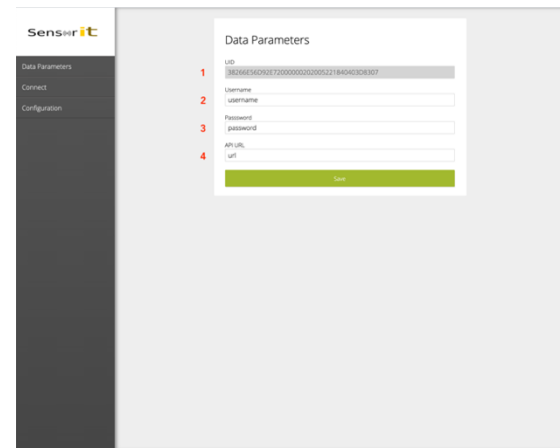 Sensorit
Data Parameters
Connect
Configuration
Data Parameters
UID
1
2
Username
username
3
Password
password
4
API URL
url
Save